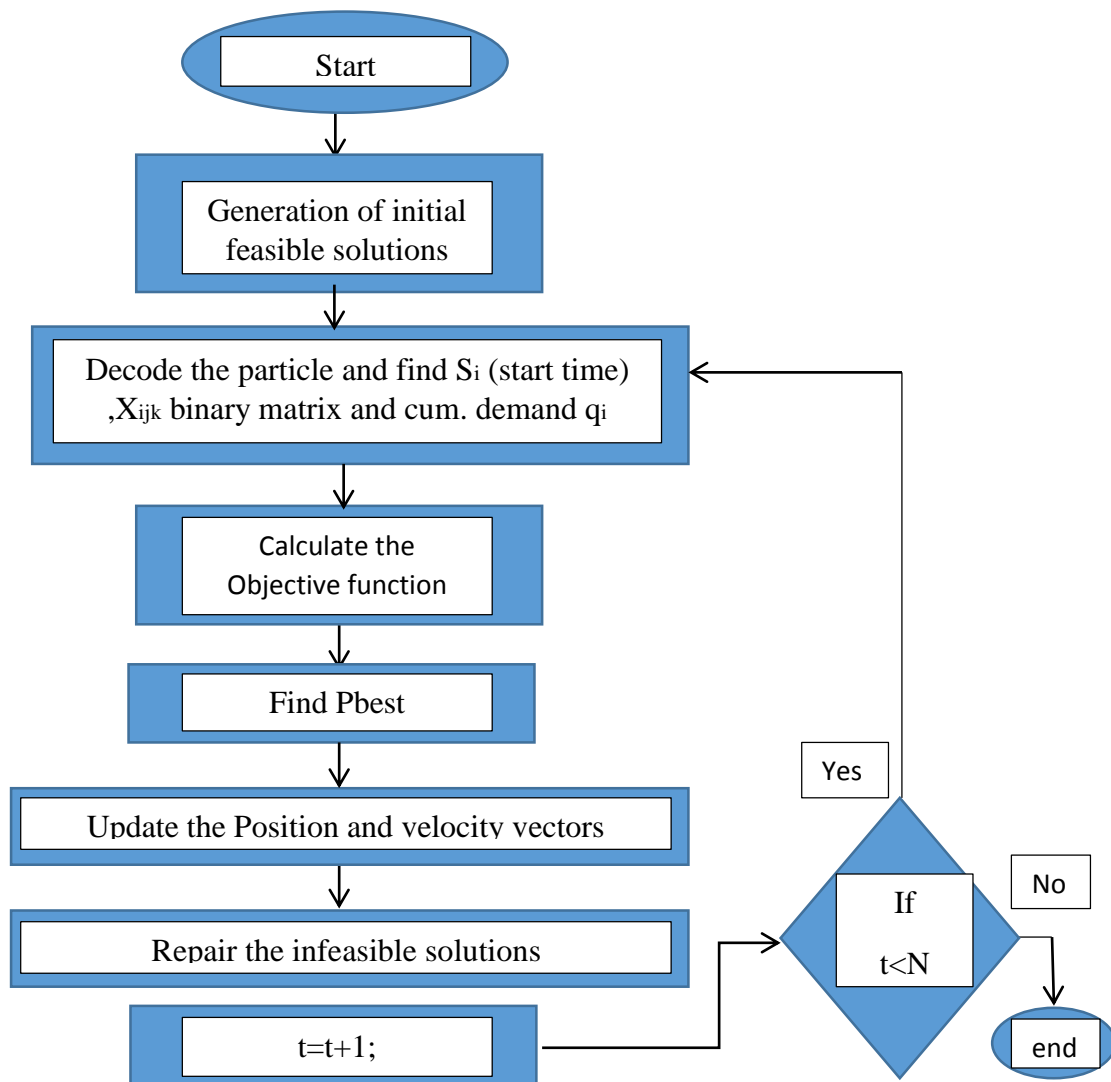 Start
Generation of initial
feasible solutions
Decode the particle and find Si (start time)
,Xijk binary matrix and cum. demand qi
Calculate the
Objective function
Find Pbest
Update the Position and velocity vectors
Repair the infeasible solutions
t=t+1;
If
t<N
Yes
No
end